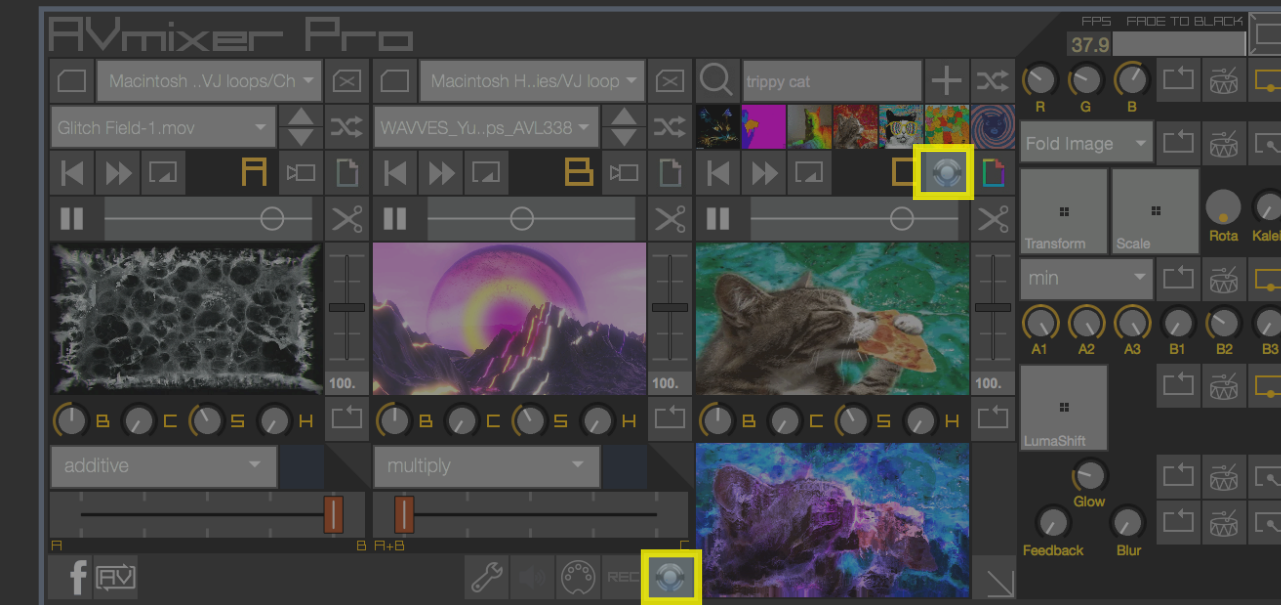 AVmixer Pro
FPS FADE TO BLACK
37.9
Macintosh ..VJ loops/Ch
Macintosh H..ies/VJ loop
trippy cat
R G B
Glitch Field-1.mov
WAVVES_Yu..ps_AVL338
Fold Image
A
B
C
Transform
Scale
Rota
min
100.
100.
100.
A1 A2 A3 B1 B2 B3
B C S H
B C S H
B C S H
LumaShift
additive
multiply
Glow
Feedback
Blur
A B A+B C
f AV
REC